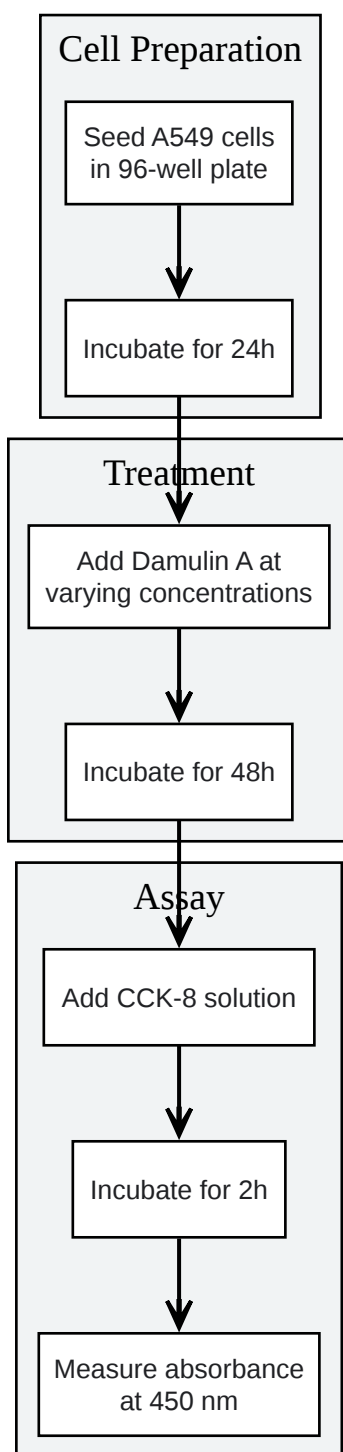 Cell Preparation
Seed A549 cells
in 96-well plate
Incubate for 24h
Treatment
Add Damulin A at
varying concentrations
Incubate for 48h
Assay
Add CCK-8 solution
Incubate for 2h
Measure absorbance
at 450 nm